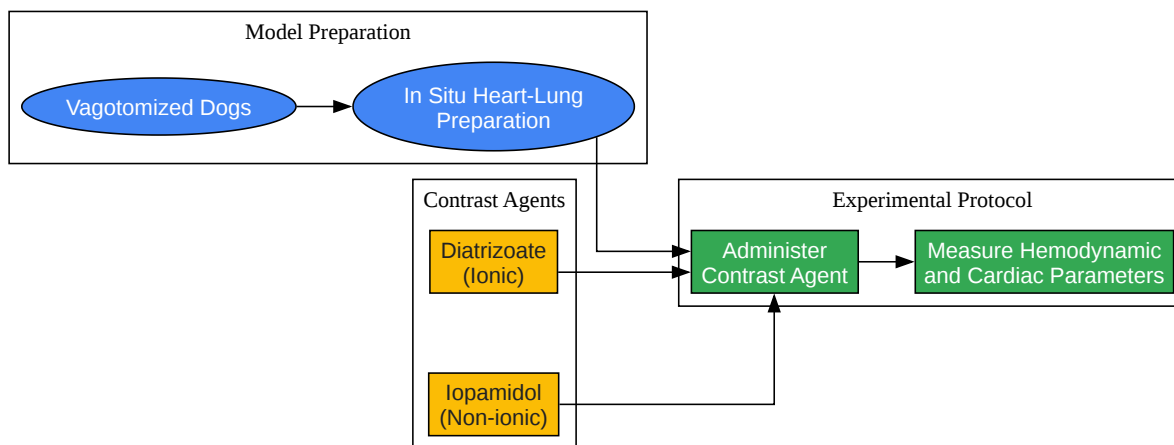 Model Preparation
Vagotomized Dogs
In Situ Heart-Lung
Preparation
Contrast Agents
Diatrizoate
(Ionic)
Iopamidol
(Non-ionic)
Experimental Protocol
Administer
Contrast Agent
Measure Hemodynamic
and Cardiac Parameters